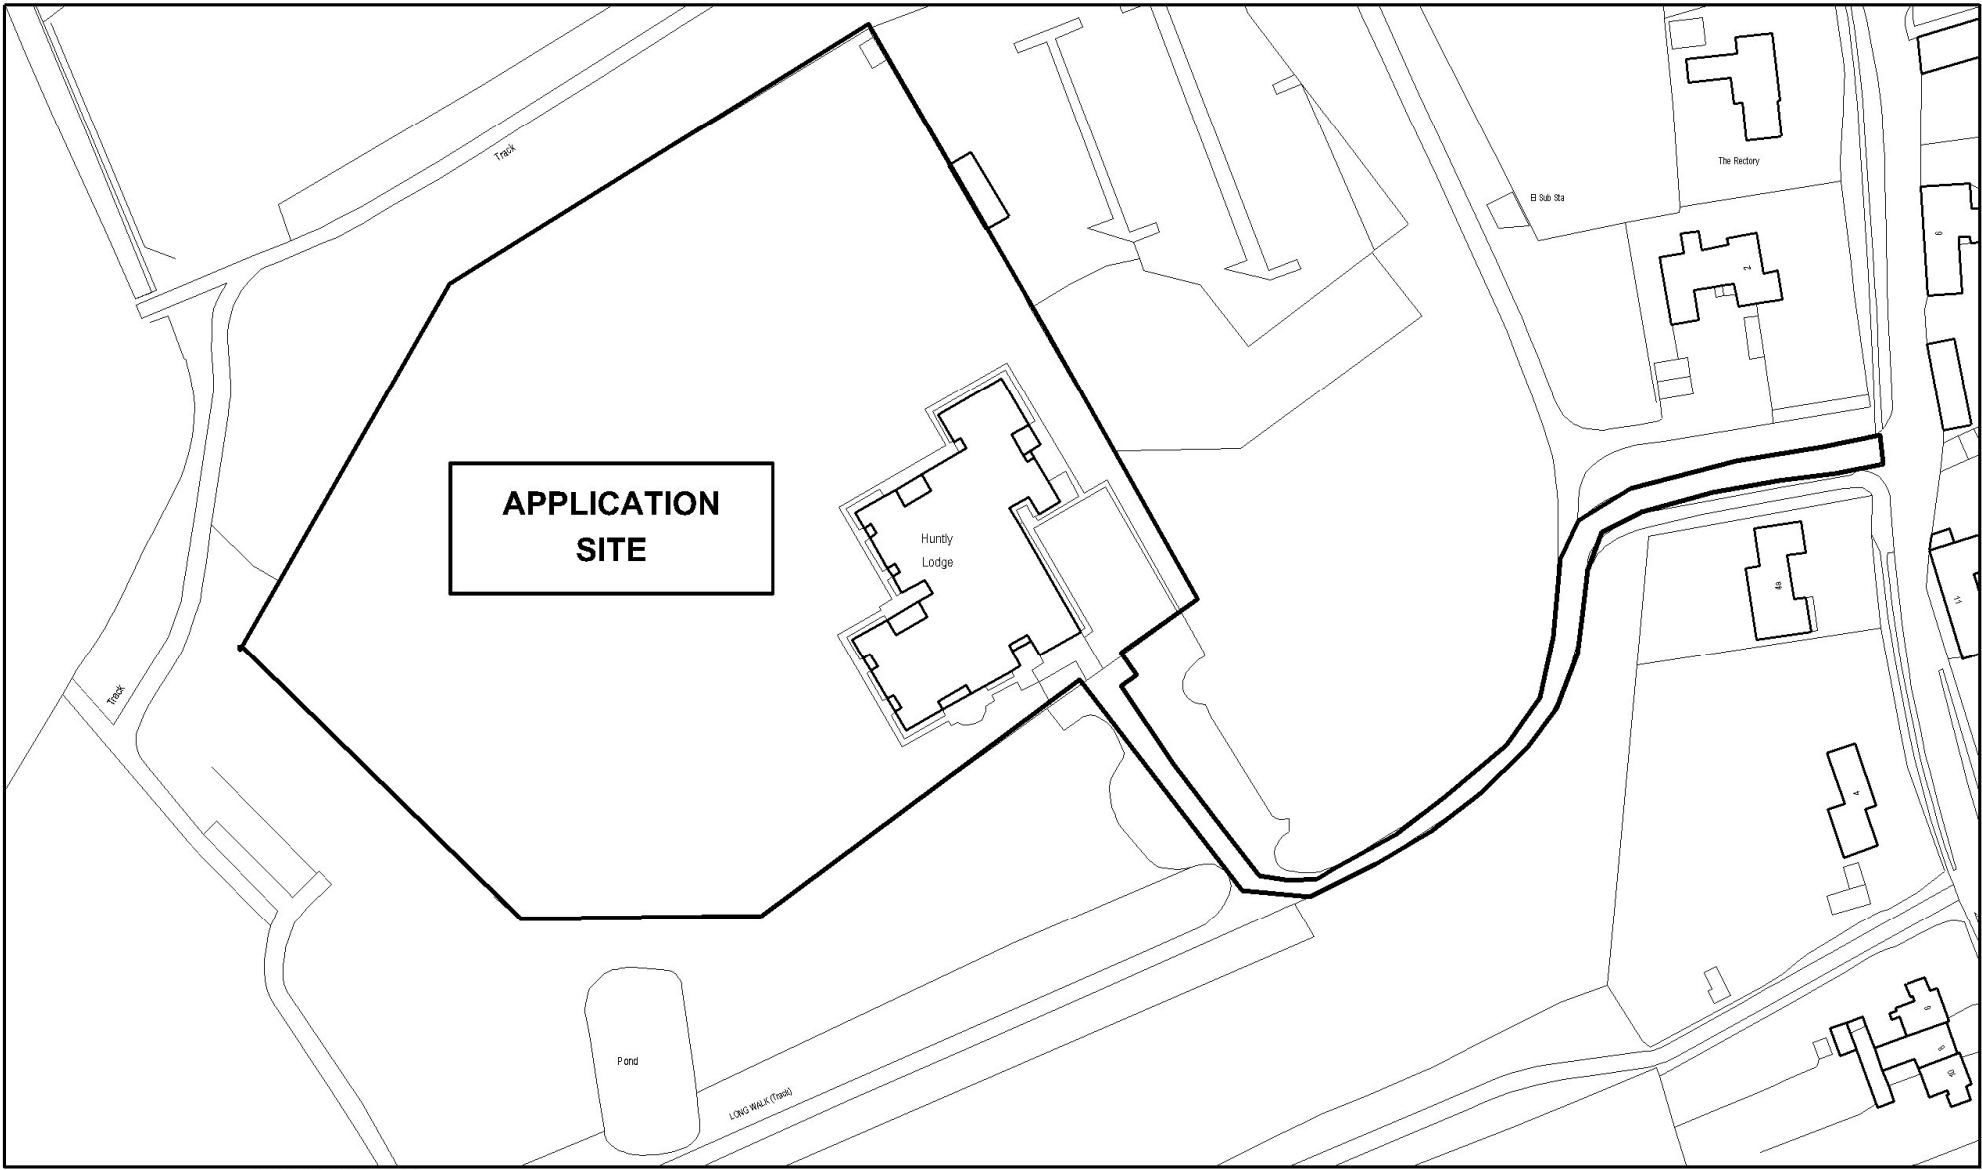 Track
The Rectory
El Sub Sta
6
2
APPLICATION
SITE
Huntly
Lodge
4a
11
Track
4
Pond
LONG WALK (Track)
8